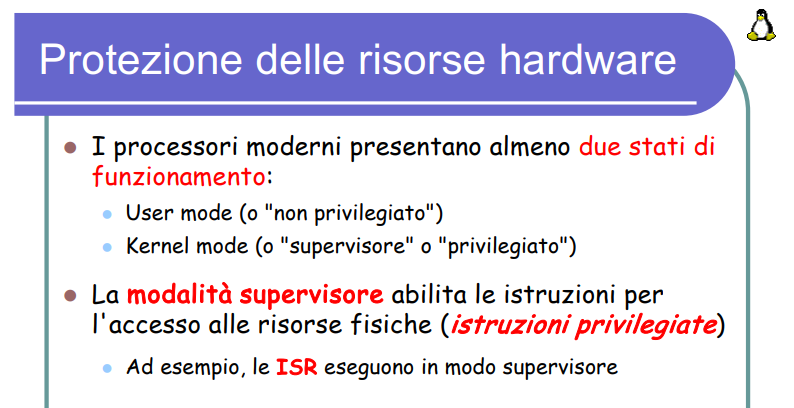 Protezione delle risorse hardware
I processori moderni presentano almeno due stati di
funzionamento:
User mode (o "non privilegiato")
Kernel mode (o "supervisore" o "privilegiato")
La modalità supervisore abilita le istruzioni per
l'accesso alle risorse fisiche (istruzioni privilegiate)
Ad esempio, le ISR eseguono in modo supervisore